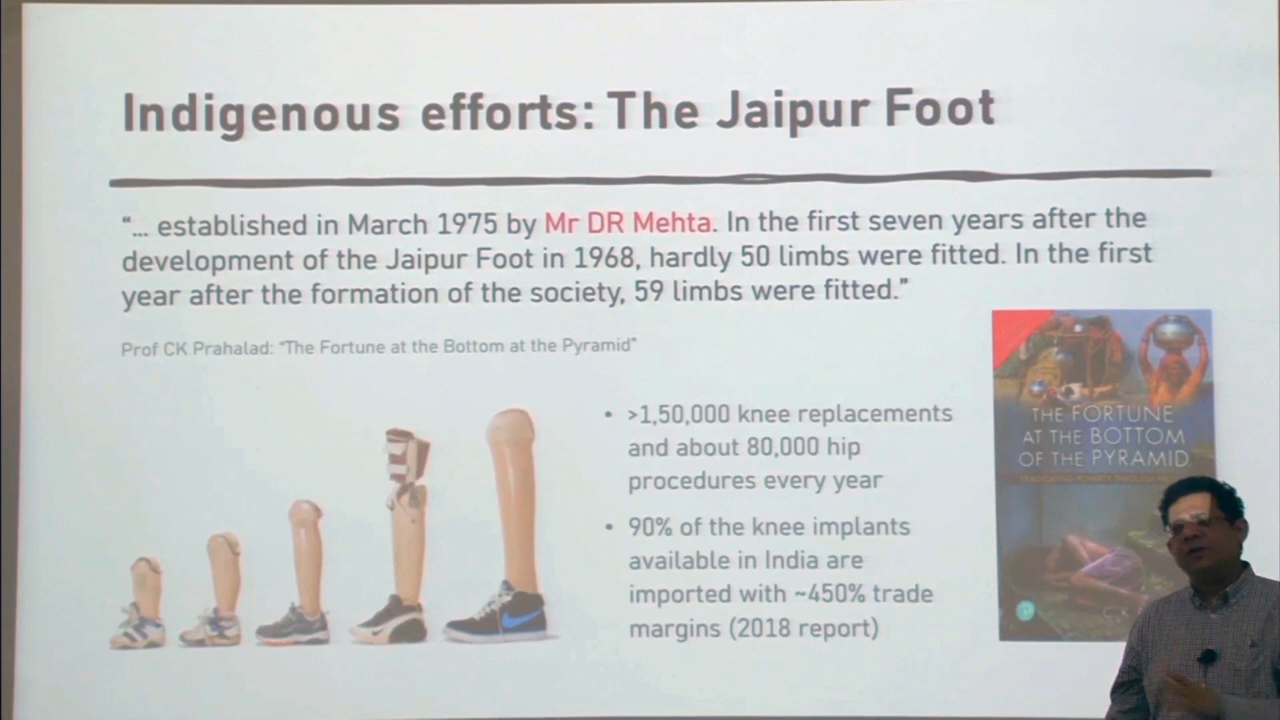 Indigenous efforts: The Jaipur Foot
“... established in March 1975 by Mr DR Mehta. In the first seven years after the
development of the Jaipur Foot in 1968, hardly 50 limbs were fitted. In the first
year after the formation of the society, 59 limbs were fitted.”
Prof CK Prahalad: “The Fortune at the Bottom at the Pyramid”
• >1,50,000 knee replacements
and about 80,000 hip
procedures every year
• 90% of the knee implants
available in India are
imported with ~450% trade
margins (2018 report)
THE FORTUNE
AT THE BOTTOM
OF THE PYRAMID